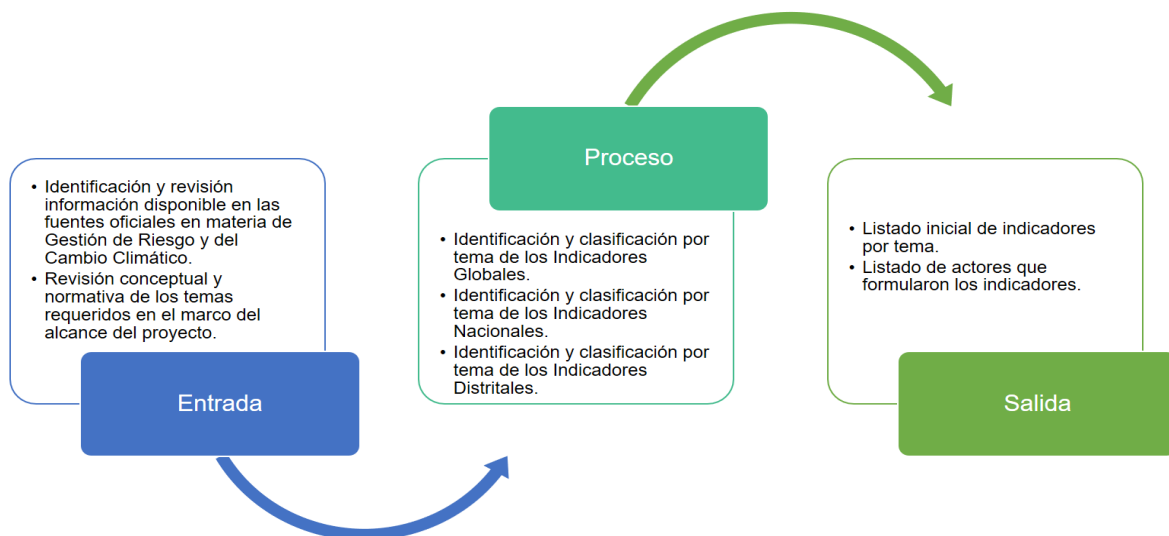 • Identificación y revisión
información disponible en las
fuentes oficiales en materia de
Gestión de Riesgo y del
Cambio Climático.
• Revisión conceptual y
normativa de los temas
requeridos en el marco del
alcance del proyecto.
Entrada
Proceso
• Identificación y clasificación por
tema de los Indicadores
Globales.
• Identificación y clasificación por
tema de los Indicadores
Nacionales.
• Identificación y clasificación por
tema de los Indicadores
Distritales.
• Listado inicial de indicadores
por tema.
• Listado de actores que
formularon los indicadores.
Salida